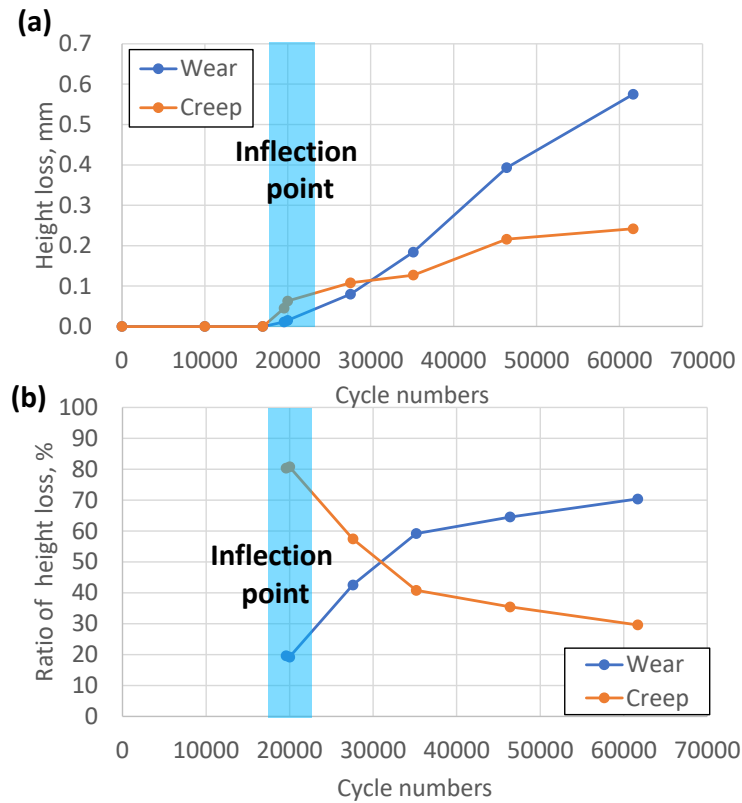 (a)
0.7
0.6
0.5
0.4
0.3
0.2
0.1
0.0
Height loss, mm
Wear
Creep
Inflection
point
0 10000 20000 30000 40000 50000 60000 70000
Cycle numbers
(b)
100
90
80
70
60
50
40
30
20
10
0
Ratio of height loss, %
Inflection
point
Wear
Creep
0 10000 20000 30000 40000 50000 60000 70000
Cycle numbers